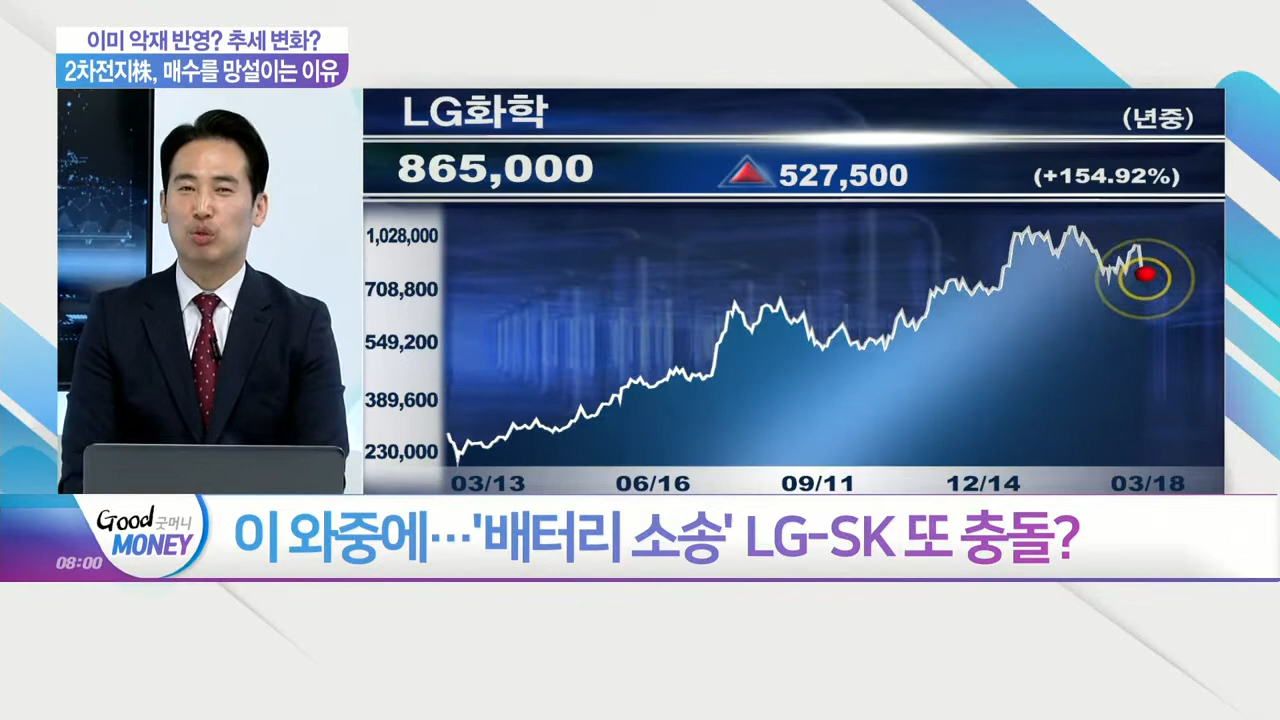 이미 악재 반영? 추세 변화?
2차전지株, 매수를 망설이는 이유
LG화학
(년중)
865,000 527,500 (+154.92%)
1,028,000
708,800
549,200
389,600
230,000
03/13 06/16 09/11 12/14 03/18
Good 굿머니
MONEY
08:00
이 와중에…'배터리 소송' LG-SK 또 충돌?